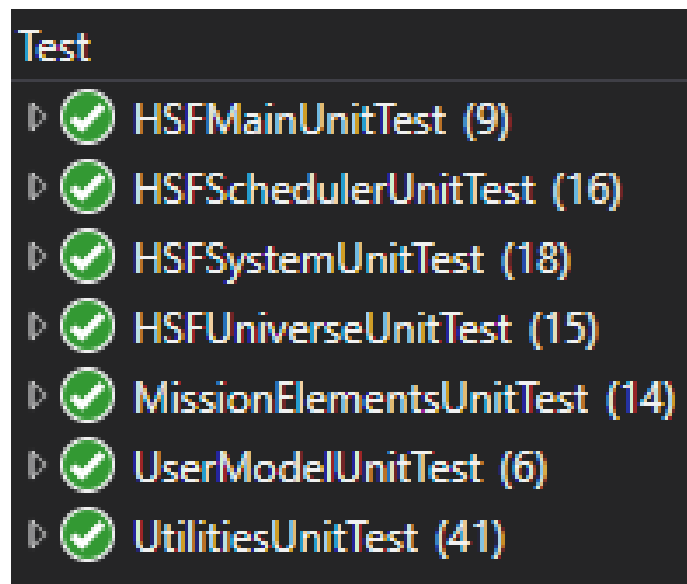 Test
HSFMainUnitTest (9)
HSFSchedulerUnitTest (16)
HSFSystemUnitTest (18)
HSFUniverseUnitTest (15)
MissionElementsUnitTest (14)
UserModelUnitTest (6)
UtilitiesUnitTest (41)